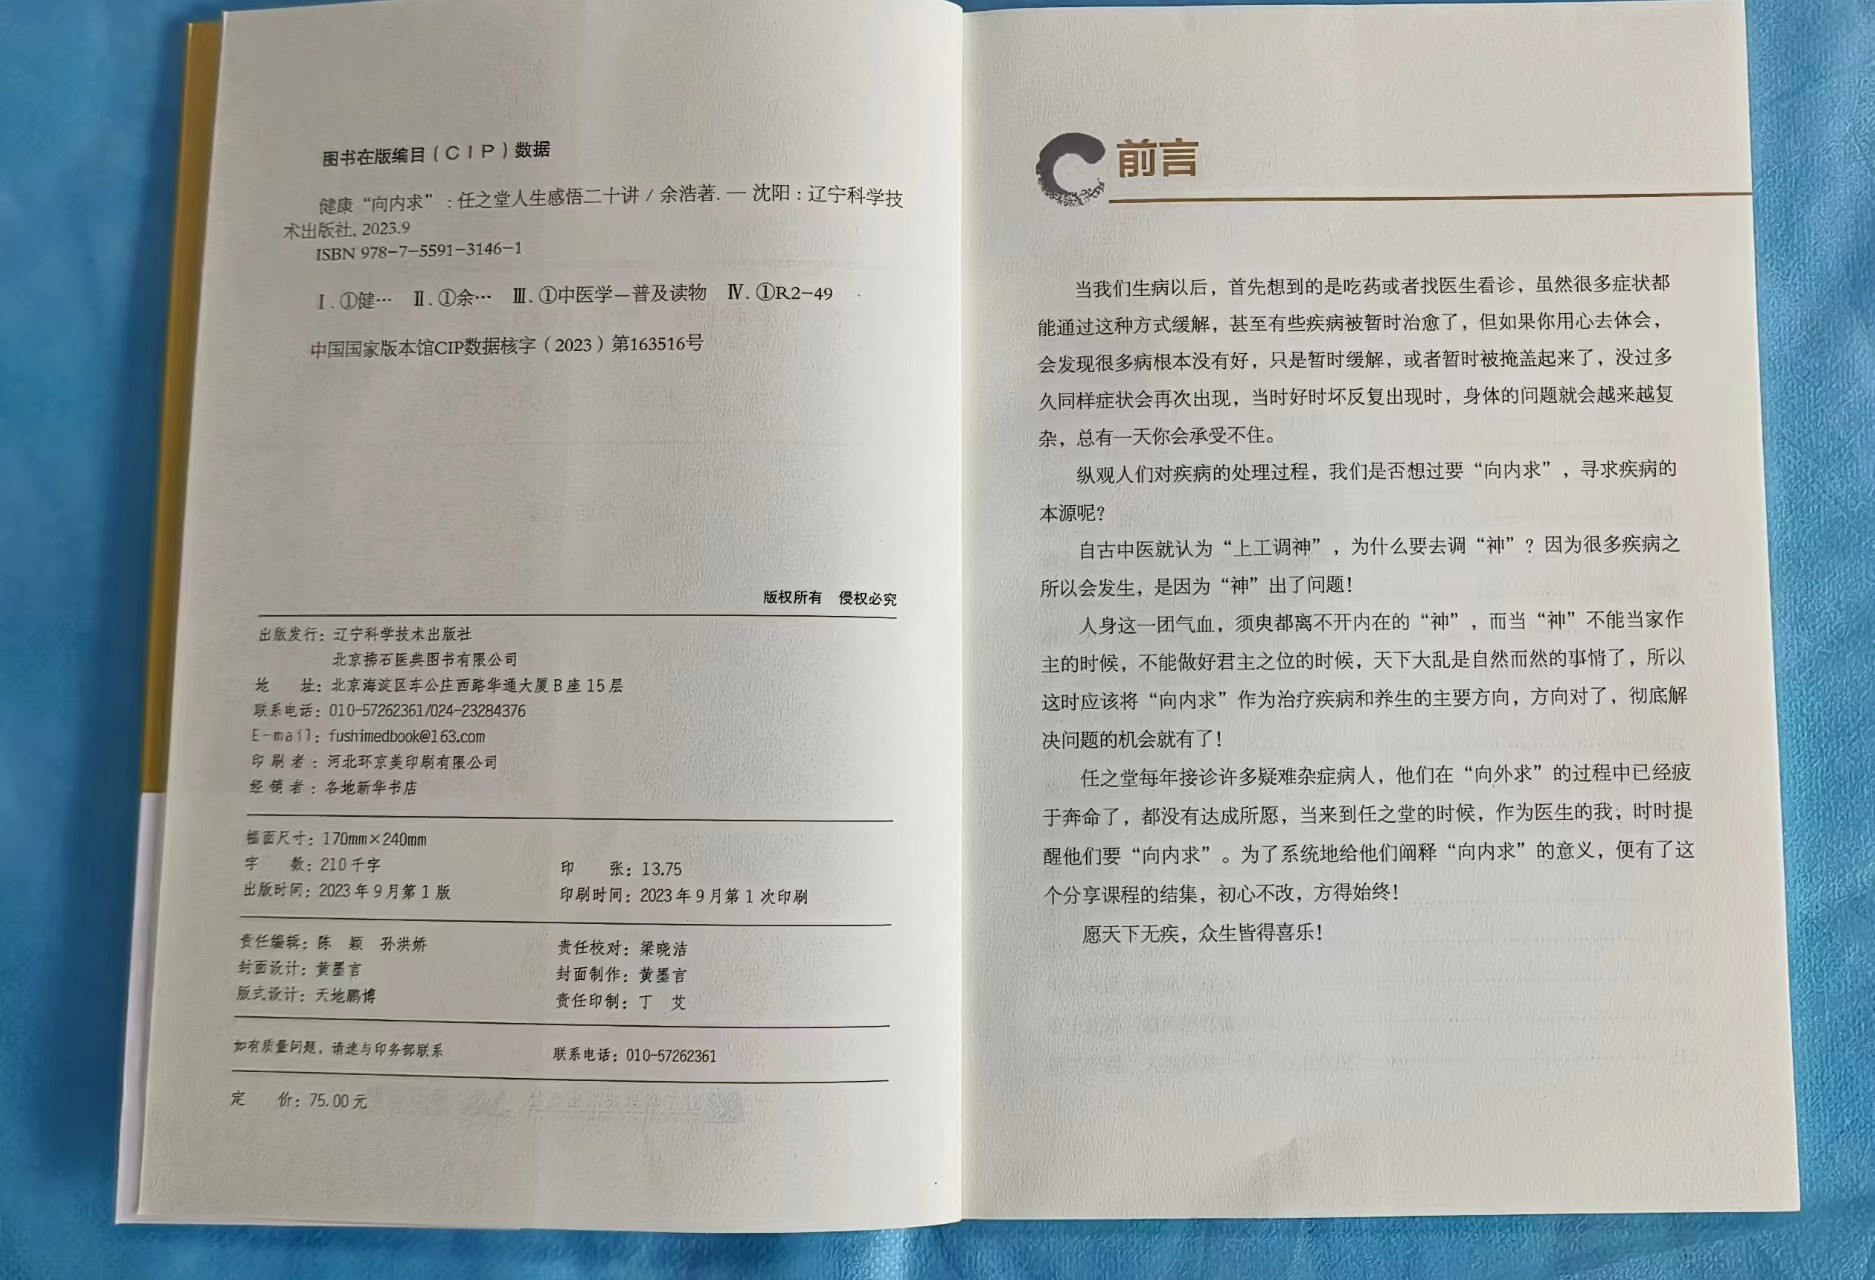 图书在版编目(CIP)数据
健康“向内求”:任之堂人生感悟二十讲/余浩著.—沈阳:辽宁科学技
术出版社,2023.9
ISBN 978-7-5591-3146-1
Ⅰ.①健… Ⅱ.①余… Ⅲ.①中医学—普及读物 Ⅳ.①R2-49
中国国家版本馆CIP数据核字(2023)第163516号
版权所有 侵权必究
出版发行:辽宁科学技术出版社
北京拂石医典图书有限公司
地 址:北京海淀区车公庄西路华通大厦B座15层
联系电话:010-57262361/024-23284376
E-mail:fushimedbook@163.com
印刷者:河北环京美印刷有限公司
经销者:各地新华书店
幅面尺寸:170mm×240mm
字 数:210千字 印 张:13.75
出版时间:2023年9月第1版 印刷时间:2023年9月第1次印刷
责任编辑:陈 颖 孙洪娇 责任校对:梁晓洁
封面设计:黄墨言 封面制作:黄墨言
版式设计:天地鹏博 责任印制:丁 艾
如有质量问题,请速与印务部联系 联系电话:010-57262361
定 价:75.00元
前言
当我们生病以后,首先想到的是吃药或者找医生看诊,虽然很多症状都
能通过这种方式缓解,甚至有些疾病被暂时治愈了,但如果你用心去体会,
会发现很多病根本没有好,只是暂时缓解,或者暂时被掩盖起来了,没过多
久同样症状会再次出现,当时好时坏反复出现时,身体的问题就会越来越复
杂,总有一天你会承受不住。
纵观人们对疾病的处理过程,我们是否想过要“向内求”,寻求疾病的
本源呢?
自古中医就认为“上工调神”,为什么要去调“神”?因为很多疾病之
所以会发生,是因为“神”出了问题!
人身这一团气血,须臾都离不开内在的“神”,而当“神”不能当家作
主的时候,不能做好君主之位的时候,天下大乱是自然而然的事情了,所以
这时应该将“向内求”作为治疗疾病和养生的主要方向,方向对了,彻底解
决问题的机会就有了!
任之堂每年接诊许多疑难杂症病人,他们在“向外求”的过程中已经疲
于奔命了,都没有达成所愿,当来到任之堂的时候,作为医生的我,时时提
醒他们要“向内求”。为了系统地给他们阐释“向内求”的意义,便有了这
个分享课程的结集,初心不改,方得始终!
愿天下无疾,众生皆得喜乐!